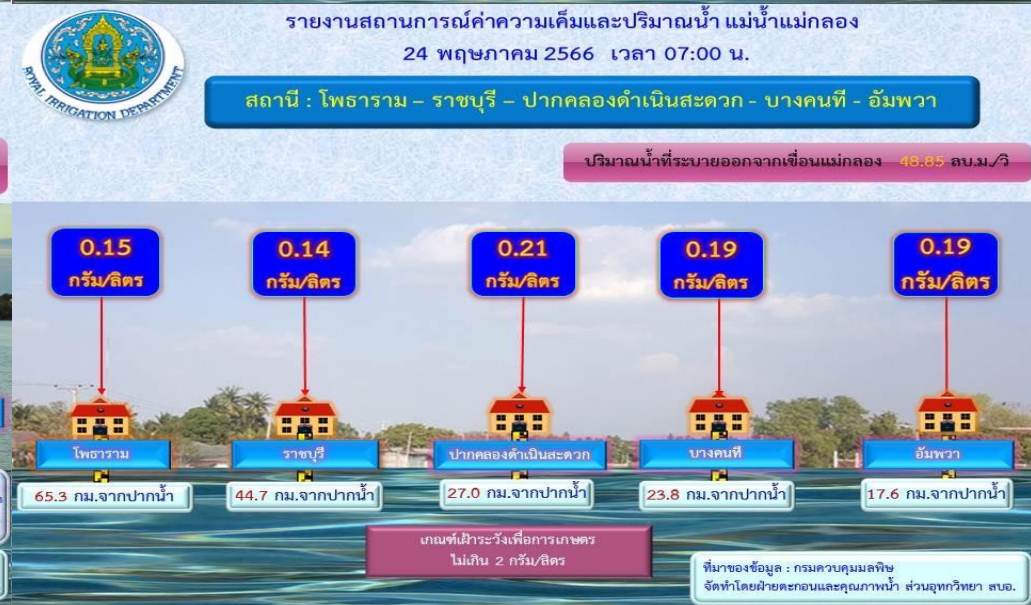 รายงานสถานการณ์ค่าความเค็มและปริมาณน้ำ แม่น้ำแม่กลอง
24 พฤษภาคม 2566 เวลา 07:00 น.
ROYAL IRRIGATION DEPARTMENT
สถานี : โพธาราม – ราชบุรี – ปากคลองดำเนินสะดวก - บางคนที - อัมพวา
ปริมาณน้ำที่ระบายออกจากเขื่อนแม่กลอง 48.85 ลบ.ม./วิ
0.15 กรัม/ลิตร
0.14 กรัม/ลิตร
0.21 กรัม/ลิตร
0.19 กรัม/ลิตร
0.19 กรัม/ลิตร
โพธาราม
ราชบุรี
ปากคลองดำเนินสะดวก
บางคนที
อัมพวา
65.3 กม.จากปากน้ำ
44.7 กม.จากปากน้ำ
27.0 กม.จากปากน้ำ
23.8 กม.จากปากน้ำ
17.6 กม.จากปากน้ำ
เกณฑ์เฝ้าระวังเพื่อการเกษตร
ไม่เกิน 2 กรัม/ลิตร
ที่มาของข้อมูล : กรมควบคุมมลพิษ
จัดทำโดยฝ่ายตะกอนและคุณภาพน้ำ ส่วนอุทกวิทยา สบอ.